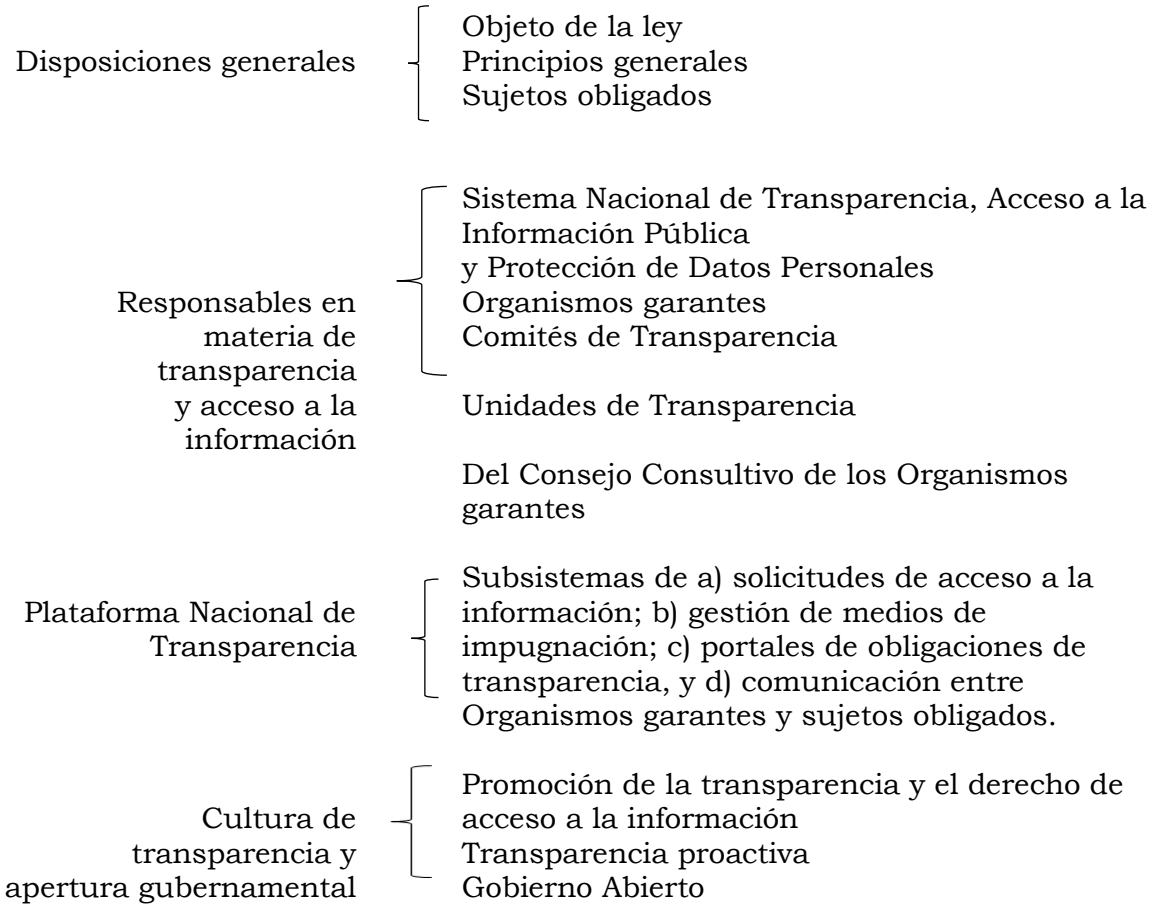 Disposiciones generales
Objeto de la ley
Principios generales
Sujetos obligados
Responsables en
materia de
transparencia
y acceso a la
información
Sistema Nacional de Transparencia, Acceso a la
Información Pública
y Protección de Datos Personales
Organismos garantes
Comités de Transparencia
Unidades de Transparencia
Del Consejo Consultivo de los Organismos
garantes
Plataforma Nacional de
Transparencia
Subsistemas de a) solicitudes de acceso a la
información; b) gestión de medios de
impugnación; c) portales de obligaciones de
transparencia, y d) comunicación entre
Organismos garantes y sujetos obligados.
Cultura de
transparencia y
apertura gubernamental
Promoción de la transparencia y el derecho de
acceso a la información
Transparencia proactiva
Gobierno Abierto